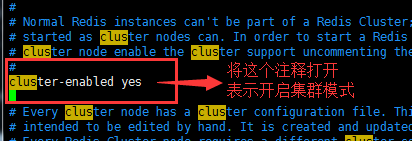 #
# Normal Redis instances can't be part of a Redis Cluster;
# started as cluster nodes can. In order to start a Redis
# cluster node enable the cluster support uncommenting the
#
cluster-enabled yes
将这个注释打开
表示开启集群模式
# Every cluster node has a cluster configuration file. Thi
# intended to be edited by hand. It is created and updated
# Every Redis Cluster node requires a different cluster